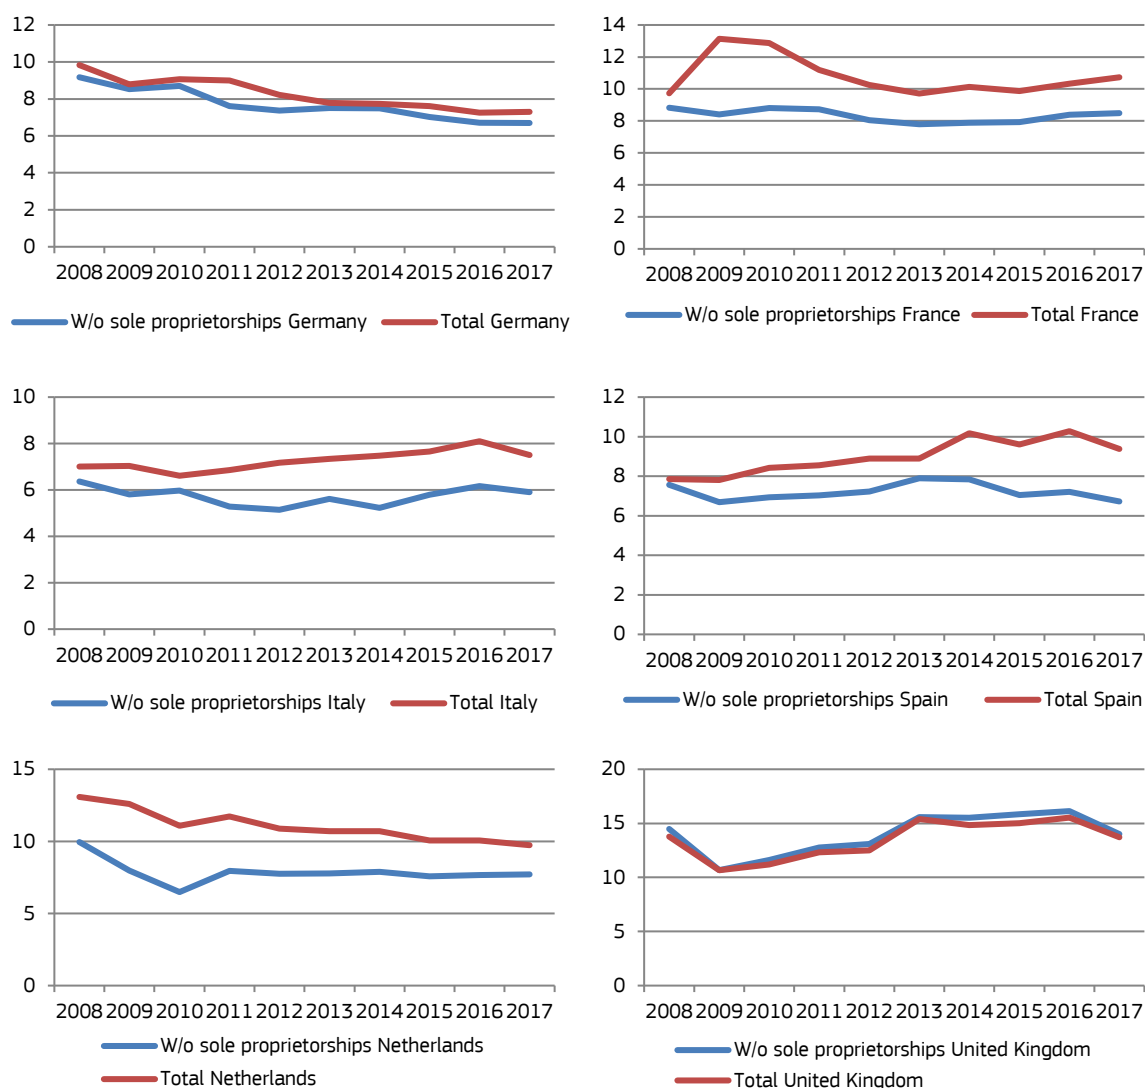 12
10
8
6
4
2
0
2008 2009 2010 2011 2012 2013 2014 2015 2016 2017
W/o sole proprietorships Germany Total Germany
14
12
10
8
6
4
2
0
2008 2009 2010 2011 2012 2013 2014 2015 2016 2017
W/o sole proprietorships France Total France
10
8
6
4
2
0
2008 2009 2010 2011 2012 2013 2014 2015 2016 2017
W/o sole proprietorships Italy Total Italy
12
10
8
6
4
2
0
2008 2009 2010 2011 2012 2013 2014 2015 2016 2017
W/o sole proprietorships Spain Total Spain
15
10
5
0
2008 2009 2010 2011 2012 2013 2014 2015 2016 2017
W/o sole proprietorships Netherlands
Total Netherlands
20
15
10
5
0
2008 2009 2010 2011 2012 2013 2014 2015 2016 2017
W/o sole proprietorships United Kingdom
Total United Kingdom